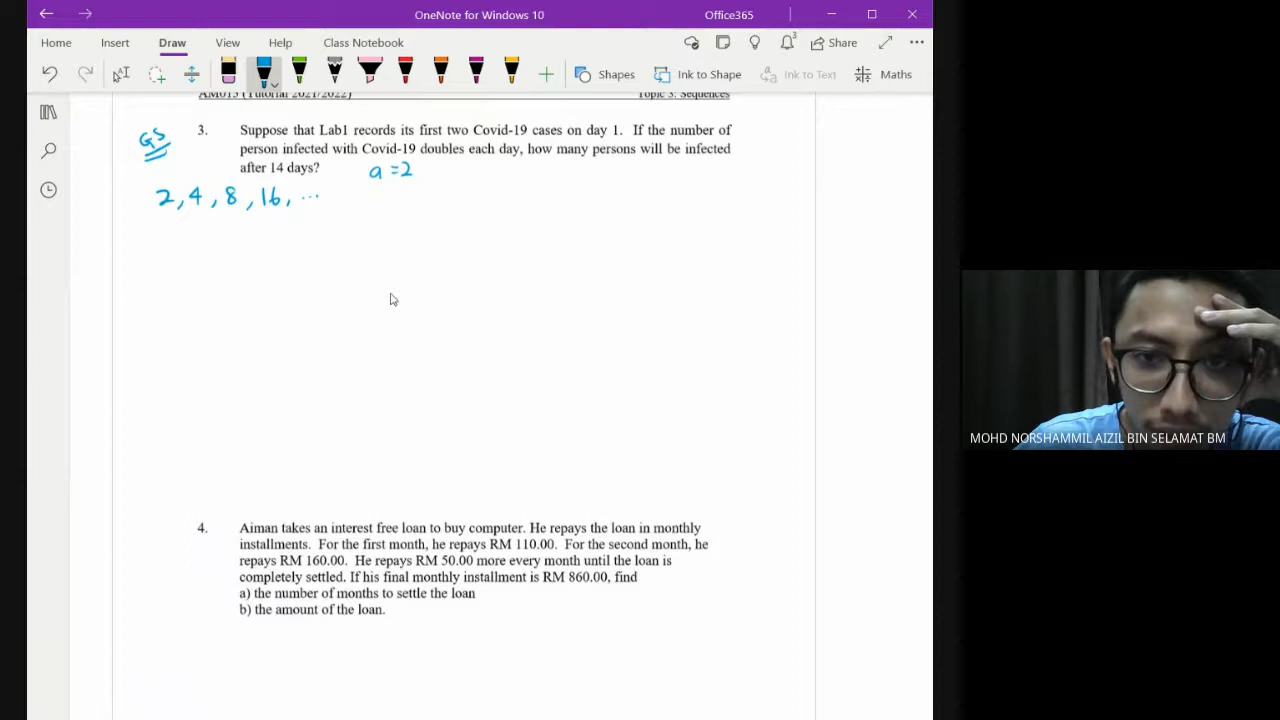 OneNote for Windows 10
Office365
Home Insert Draw View Help Class Notebook
3
Share
Shapes
Ink to Shape
Ink to Text
Maths
AM015 (Tutorial 2021/2022) Topic 3: Sequences
GS
3. Suppose that Lab1 records its first two Covid-19 cases on day 1. If the number of
person infected with Covid-19 doubles each day, how many persons will be infected
after 14 days?
a = 2
2, 4, 8, 16, ...
4. Aiman takes an interest free loan to buy computer. He repays the loan in monthly
installments. For the first month, he repays RM 110.00. For the second month, he
repays RM 160.00. He repays RM 50.00 more every month until the loan is
completely settled. If his final monthly installment is RM 860.00, find
a) the number of months to settle the loan
b) the amount of the loan.
MOHD NORSHAMMIL AIZIL BIN SELAMAT BM